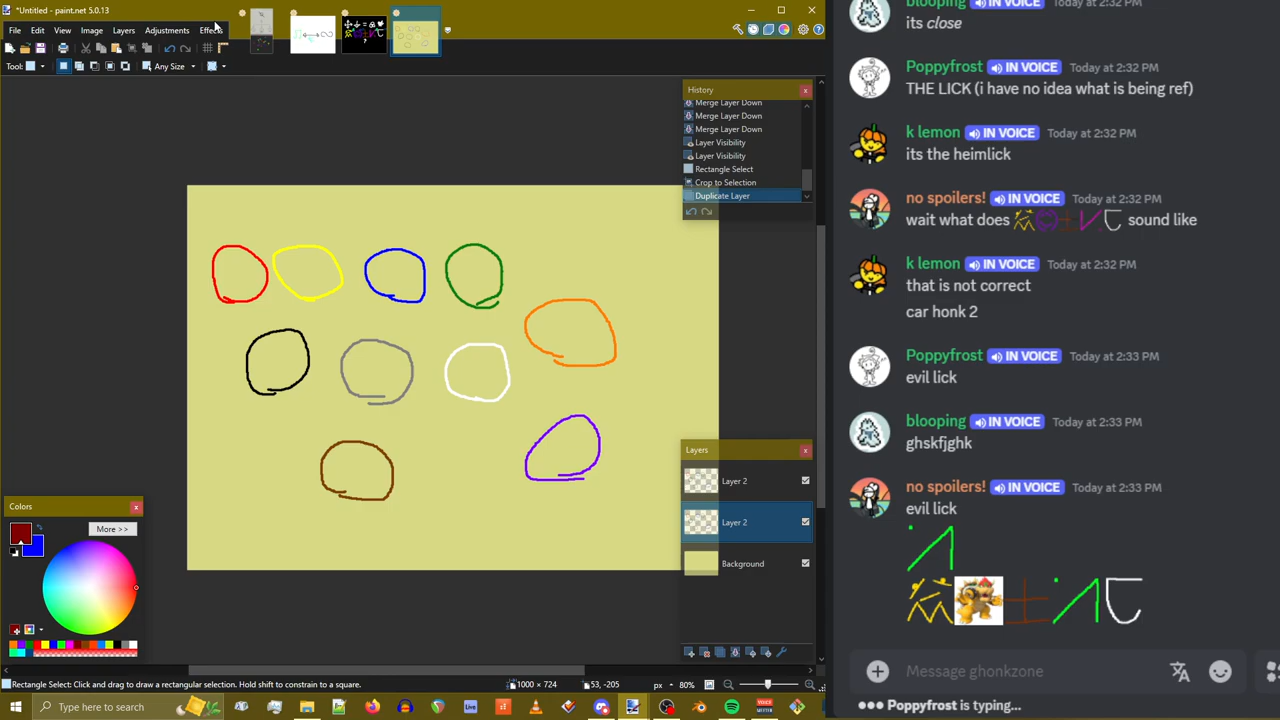 *Untitled - paint.net 5.0.13
File Edit View Image Layers Adjustments Effects
Tool: Any Size
History
Merge Layer Down
Merge Layer Down
Merge Layer Down
Layer Visibility
Layer Visibility
Rectangle Select
Crop to Selection
Duplicate Layer
Layers
Layer 2
Layer 2
Background
Colors
More >>
Rectangle Select: Click and drag to draw a rectangular selection. Hold shift to constrain to a square.
1000 × 724
53, -205
px
80%
Type here to search
blooping IN VOICE Today at 2:32 PM
its close
Poppyfrost IN VOICE Today at 2:32 PM
THE LICK (i have no idea what is being ref)
k lemon IN VOICE Today at 2:32 PM
its the heimlick
no spoilers! IN VOICE Today at 2:32 PM
wait what does sound like
k lemon IN VOICE Today at 2:32 PM
that is not correct
car honk 2
Poppyfrost IN VOICE Today at 2:33 PM
evil lick
blooping IN VOICE Today at 2:33 PM
ghskfjghk
no spoilers! IN VOICE Today at 2:33 PM
evil lick
Message ghonkzone
Poppyfrost is typing...